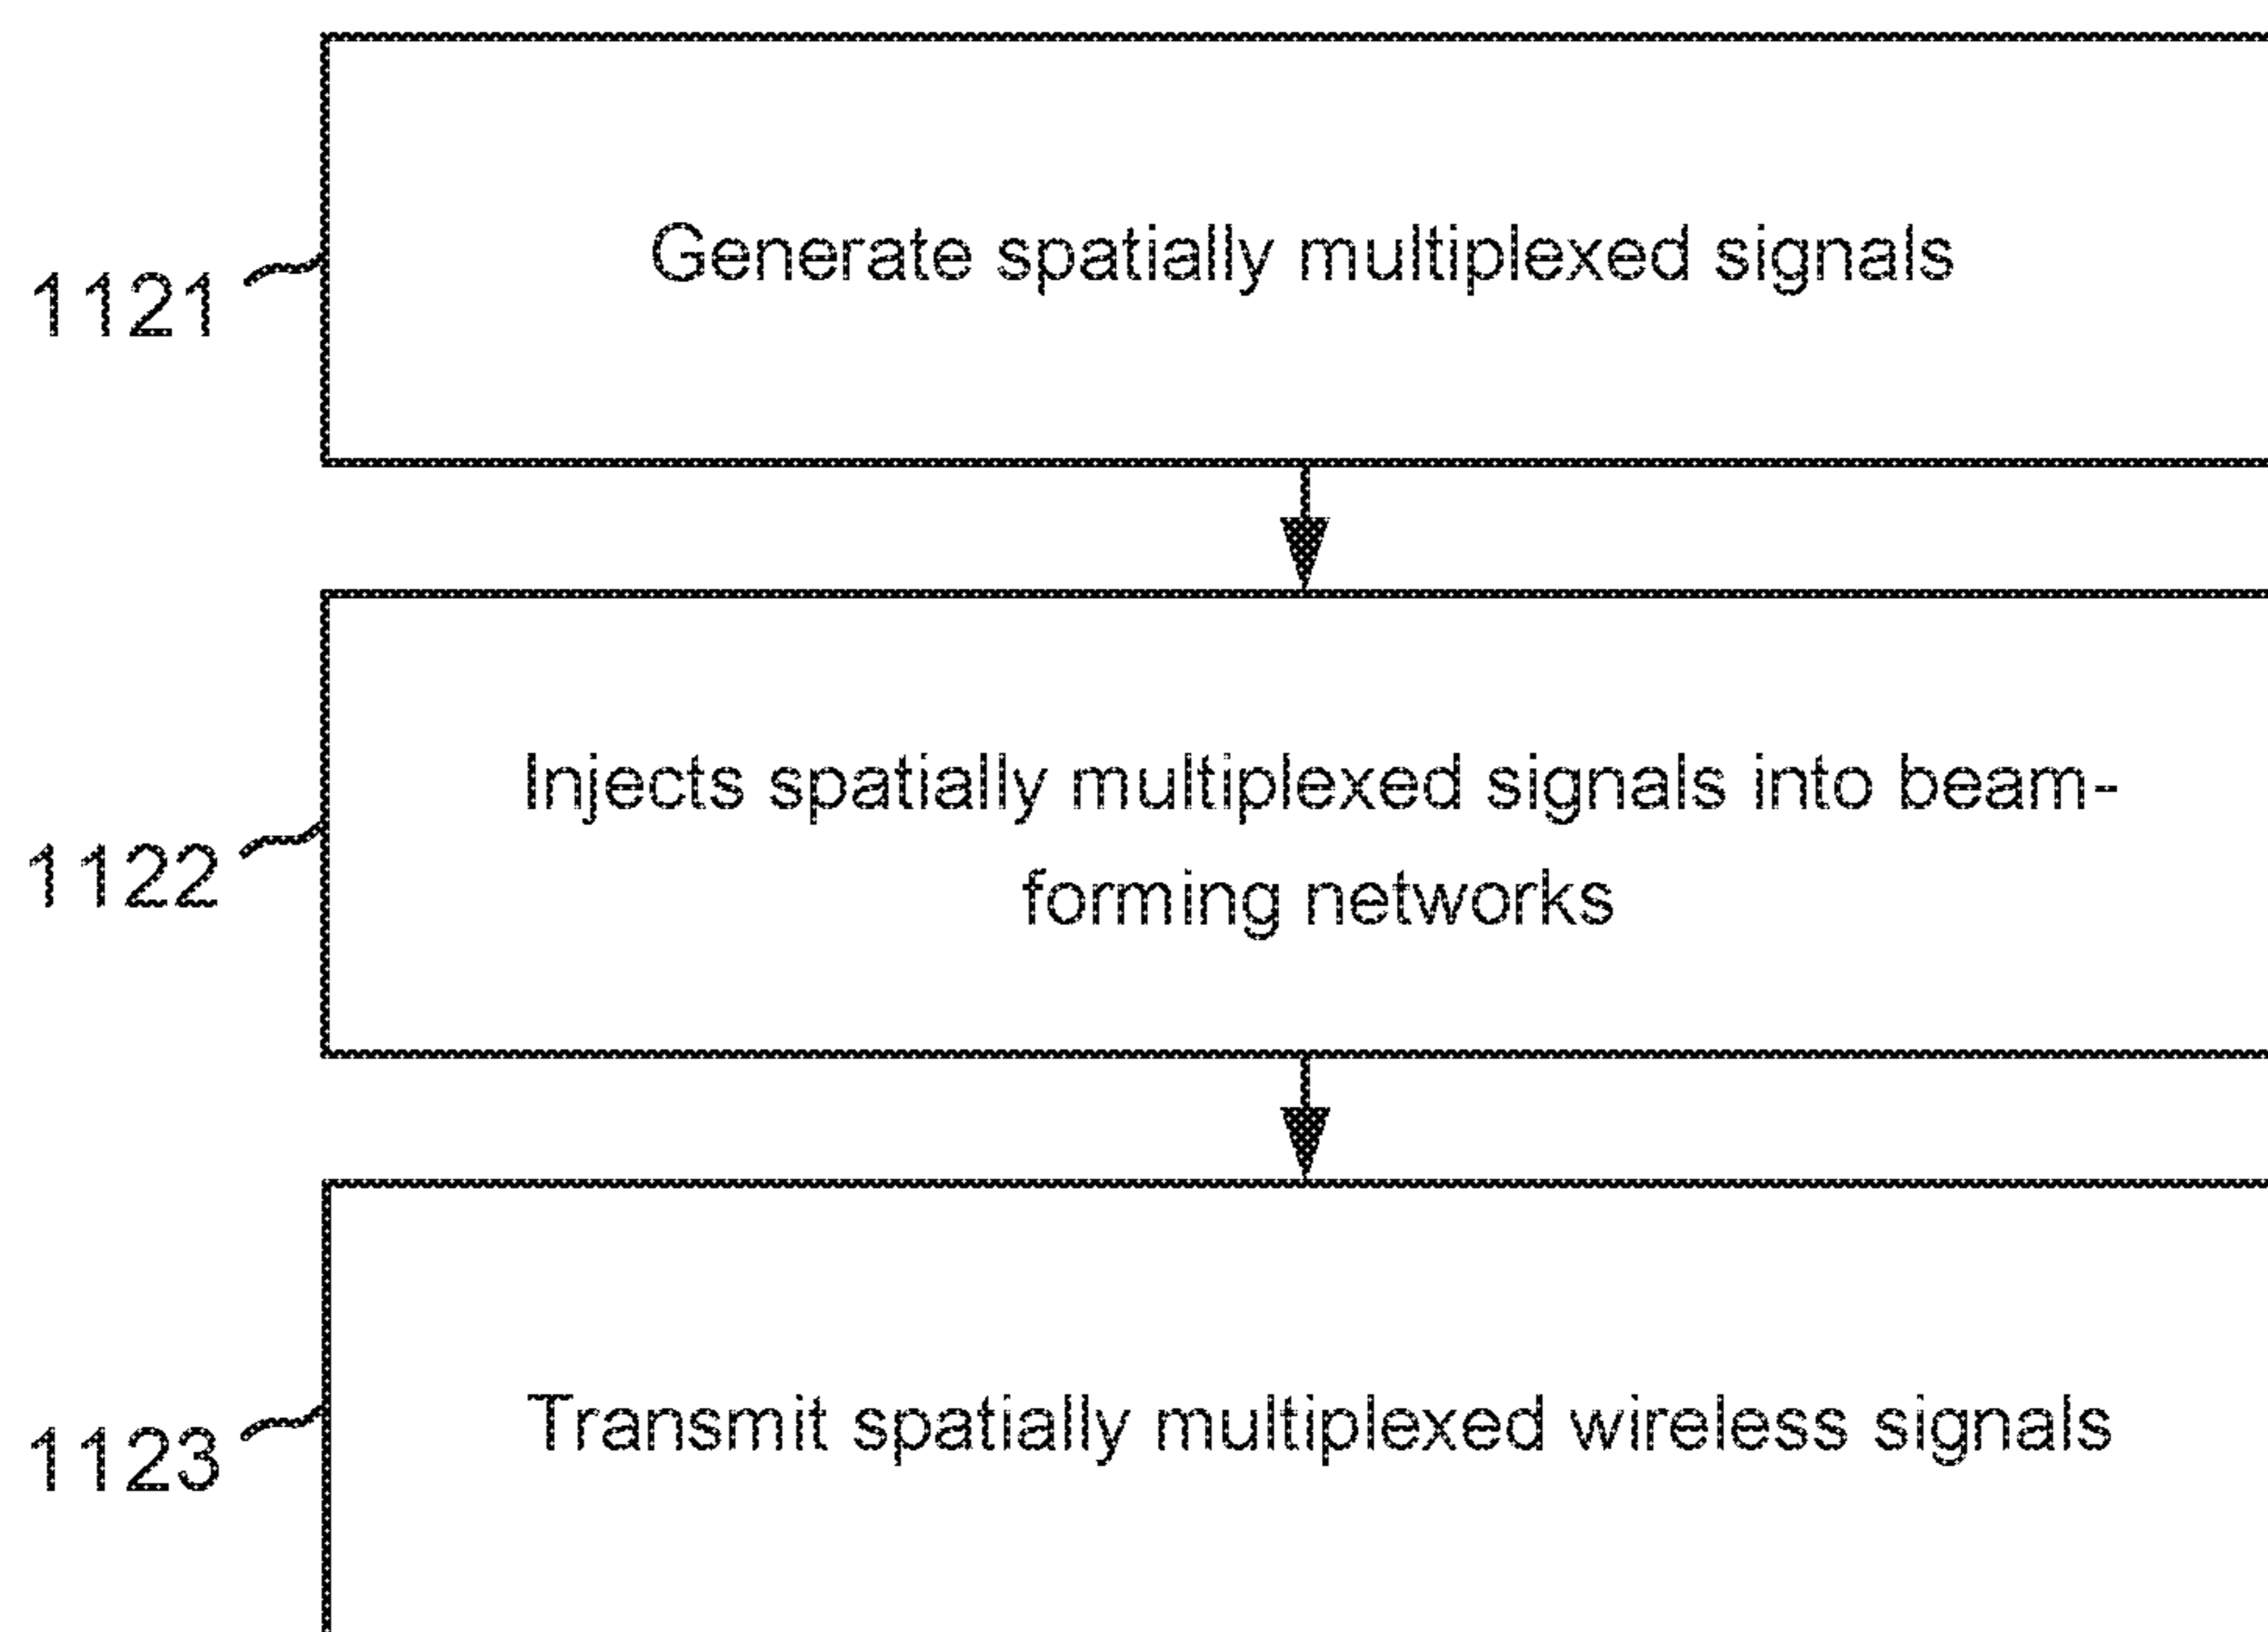 Generate spatially multiplexed signals
1121
Injects spatially multiplexed signals into beam-
forming networks
1122
Transmit spatially multiplexed wireless signals
1123